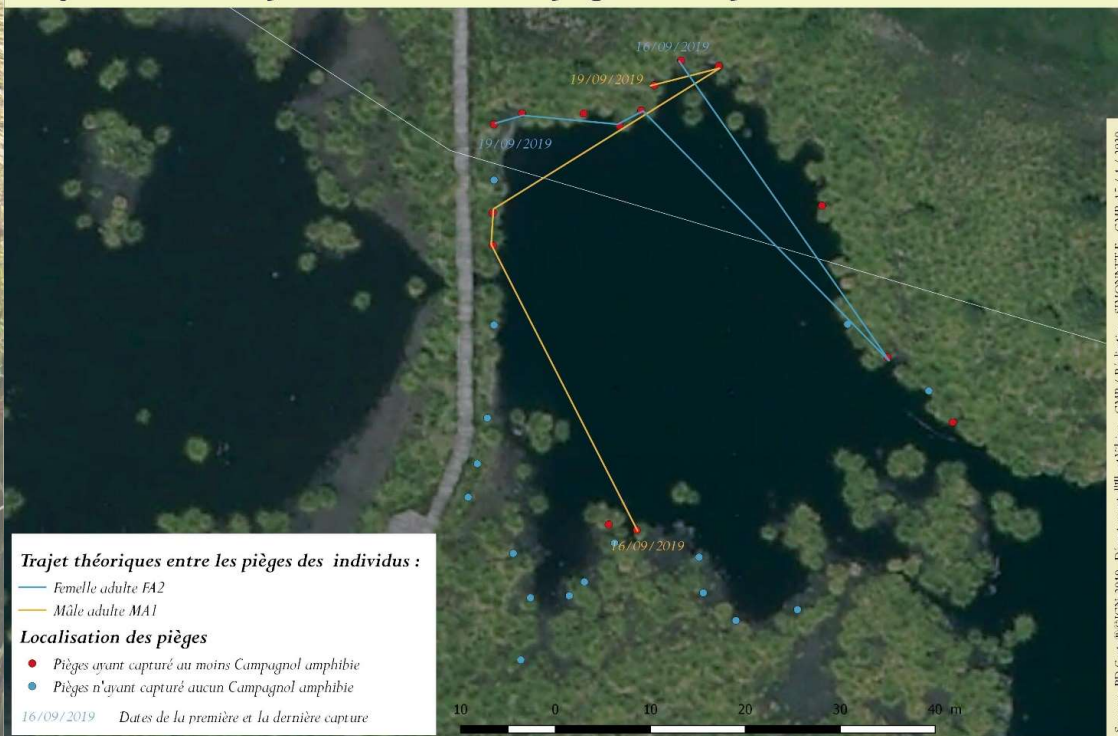 16/09/2019
19/09/2019
19/09/2019
16/09/2019
Trajet théoriques entre les pièges des individus :
Femelle adulte FA2
Mâle adulte MA1
Localisation des pièges
Pièges ayant capturé au moins Campagnol amphibie
Pièges n'ayant capturé aucun Campagnol amphibie
16/09/2019 Dates de la première et la dernière capture
10 0 10 20 30 40 m